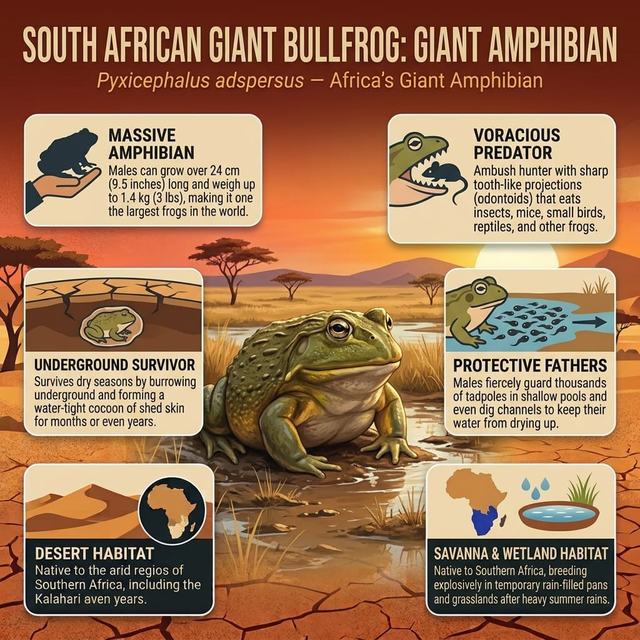 SOUTH AFRICAN GIANT BULLFROG: GIANT AMPHIBIAN
Pyxicephalus adspersus — Africa's Giant Amphibian
MASSIVE
AMPHIBIAN
Males can grow over 24 cm
(9.5 inches) long and weigh up
to 1.4 kg (3 lbs), making it one
the largest frogs in the world.
VORACIOUS
PREDATOR
Ambush hunter with sharp
tooth-like projections
(odontoids) that eats
insects, mice, small birds,
reptiles, and other frogs.
UNDERGROUND SURVIVOR
Survives dry seasons by burrowing
underground and forming a
water-tight cocoon of shed skin
for months or even years.
PROTECTIVE FATHERS
Males fiercely guard thousands
of tadpoles in shallow pools and
even dig channels to keep their
water from drying up.
DESERT HABITAT
Native to the arid regios of
Southern Africa, including the
Kalahari aven years.
SAVANNA & WETLAND HABITAT
Native to Southern Africa, breeding
explosively in temporary rain-filled pans
and grasslands after heavy summer rains.